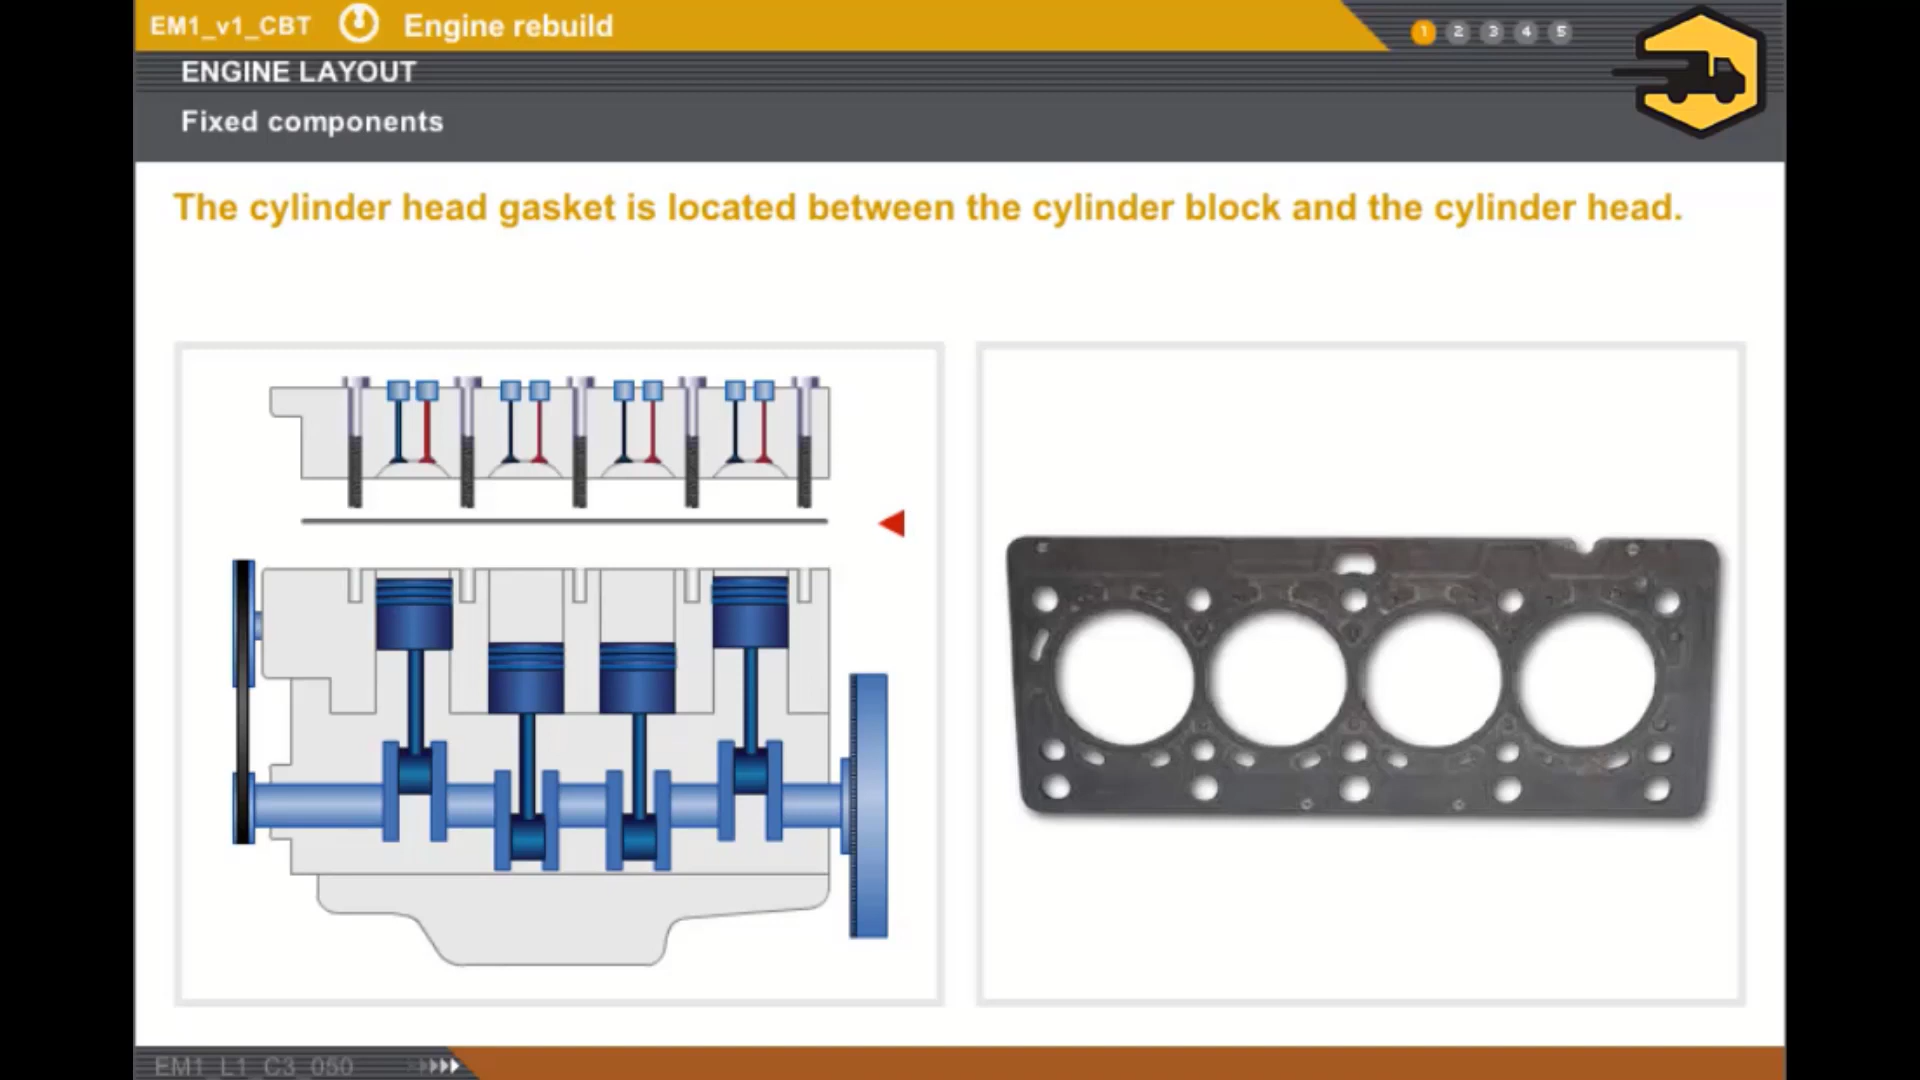 EM1_v1_CBT Engine rebuild
1 2 3 4 5
ENGINE LAYOUT
Fixed components
The cylinder head gasket is located between the cylinder block and the cylinder head.
EM1_L1_C3_050